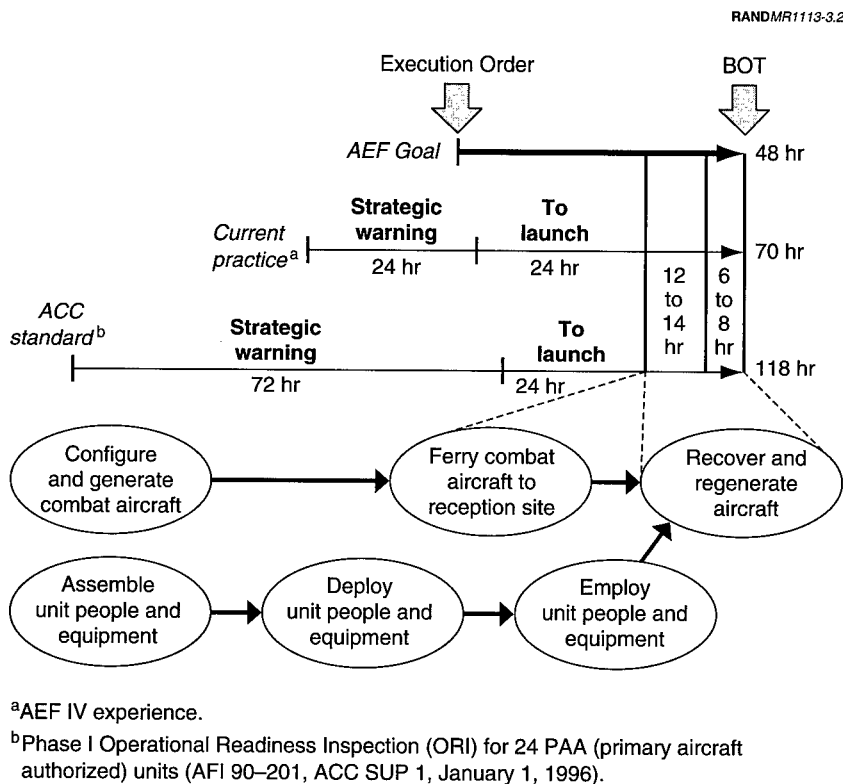 RANDMR1113-3.2
Execution Order
BOT
AEF Goal
48 hr
Strategic
warning
To
launch
Current
practiceᵃ
24 hr
24 hr
70 hr
12
to
14
hr
6
to
8
hr
ACC
standardᵇ
Strategic
warning
To
launch
72 hr
24 hr
118 hr
Configure
and generate
combat aircraft
Ferry combat
aircraft to
reception site
Recover and
regenerate
aircraft
Assemble
unit people and
equipment
Deploy
unit people and
equipment
Employ
unit people and
equipment
ᵃAEF IV experience.
ᵇPhase I Operational Readiness Inspection (ORI) for 24 PAA (primary aircraft
authorized) units (AFI 90–201, ACC SUP 1, January 1, 1996).